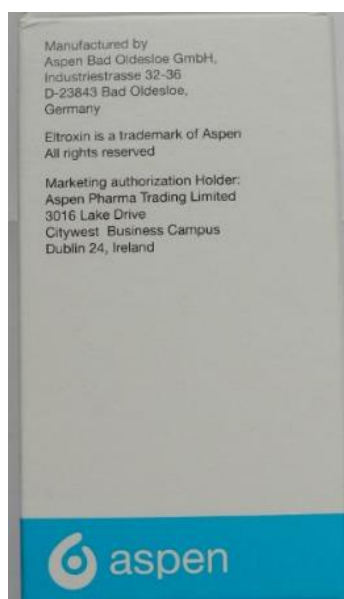 Manufactured by
Aspen Bad Oldesloe GmbH,
Industriestrasse 32-36
D-23843 Bad Oldesloe,
Germany
Eltroxin is a trademark of Aspen
All rights reserved
Marketing authorization Holder:
Aspen Pharma Trading Limited
3016 Lake Drive
Citywest Business Campus
Dublin 24, Ireland
aspen